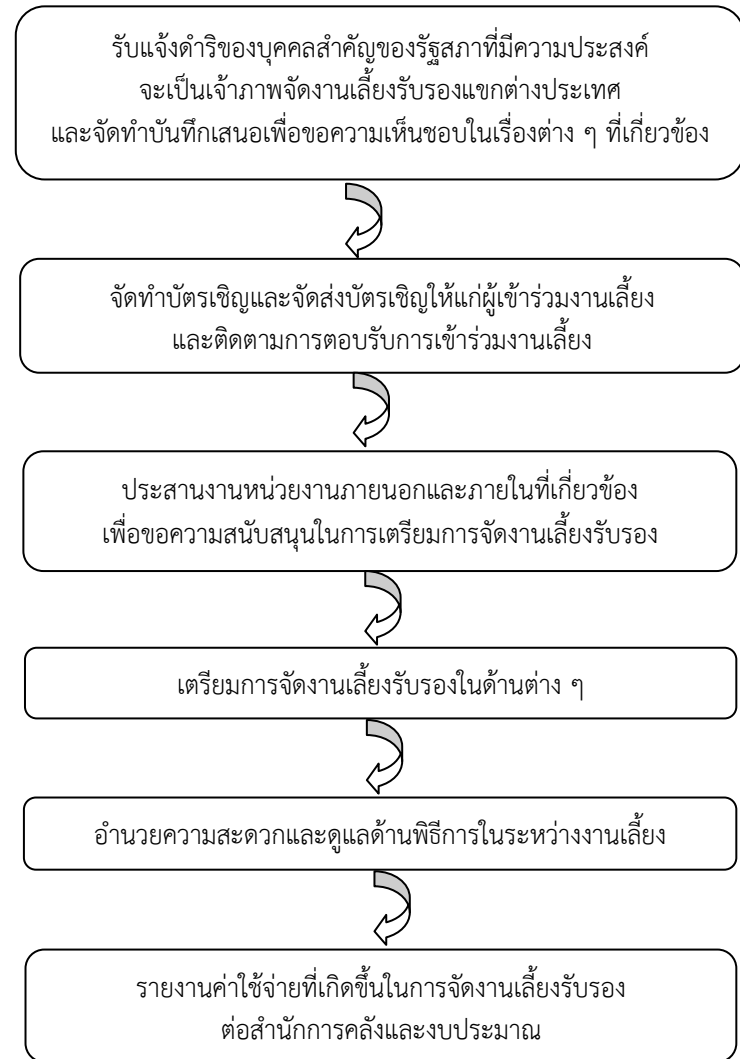 รับแจ้งดำริของบุคคลสำคัญของรัฐสภาที่มีความประสงค์
จะเป็นเจ้าภาพจัดงานเลี้ยงรับรองแขกต่างประเทศ
และจัดทำบันทึกเสนอเพื่อขอความเห็นชอบในเรื่องต่าง ๆ ที่เกี่ยวข้อง
จัดทำบัตรเชิญและจัดส่งบัตรเชิญให้แก่ผู้เข้าร่วมงานเลี้ยง
และติดตามการตอบรับการเข้าร่วมงานเลี้ยง
ประสานงานหน่วยงานภายนอกและภายในที่เกี่ยวข้อง
เพื่อขอความสนับสนุนในการเตรียมการจัดงานเลี้ยงรับรอง
เตรียมการจัดงานเลี้ยงรับรองในด้านต่าง ๆ
อำนวยความสะดวกและดูแลด้านพิธีการในระหว่างงานเลี้ยง
รายงานค่าใช้จ่ายที่เกิดขึ้นในการจัดงานเลี้ยงรับรอง
ต่อสำนักการคลังและงบประมาณ